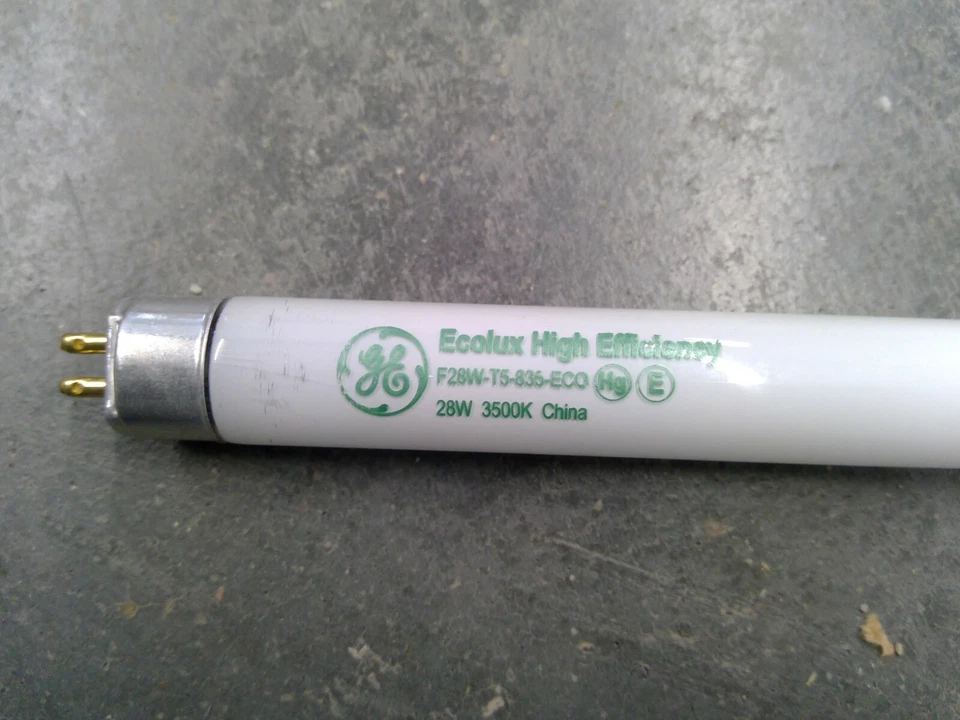 GE
Ecolux High Efficiency
F28W-T5-835-ECO Hg E
28W 3500K China